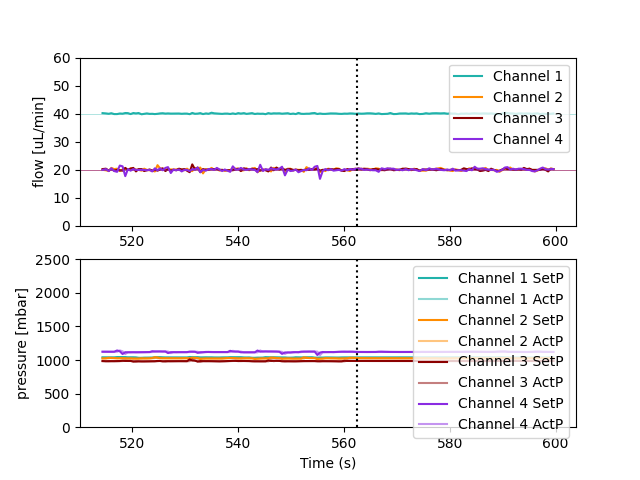 60
50
40
30
20
10
0
flow [uL/min]
Channel 1
Channel 2
Channel 3
Channel 4
520 540 560 580 600
2500
2000
1500
1000
500
0
pressure [mbar]
Channel 1 SetP
Channel 1 ActP
Channel 2 SetP
Channel 2 ActP
Channel 3 SetP
Channel 3 ActP
Channel 4 SetP
Channel 4 ActP
520 540 560 580 600
Time (s)